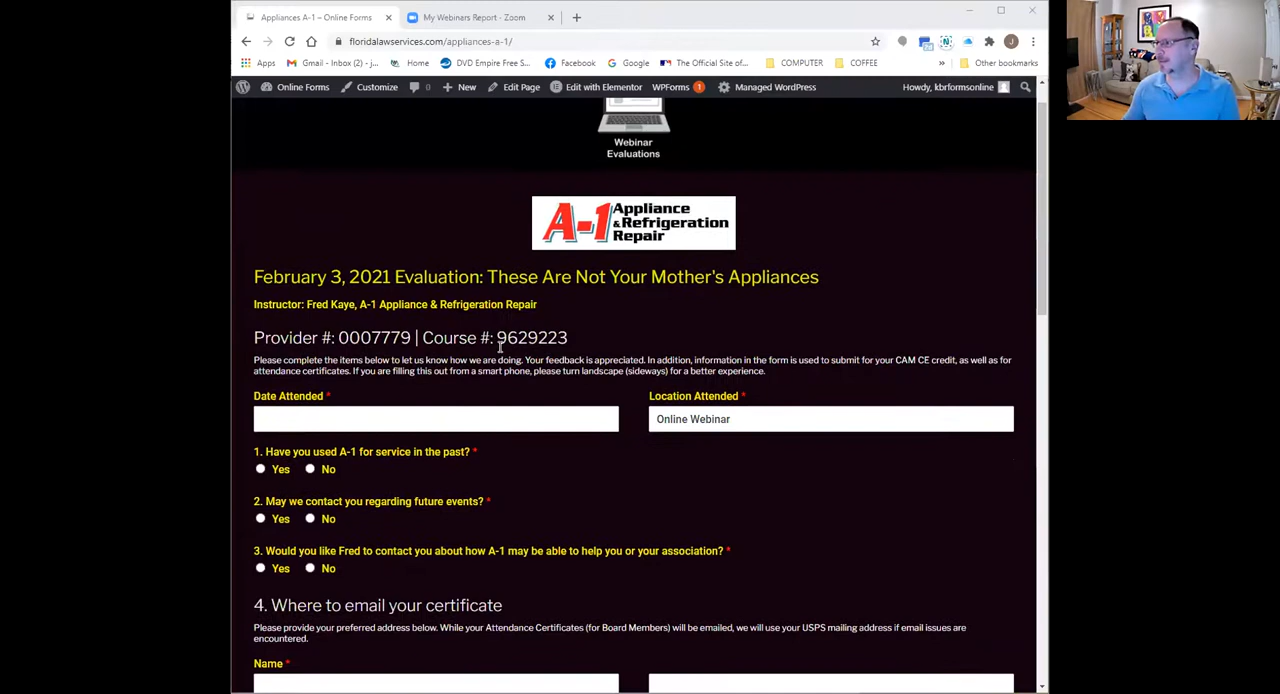 Appliances A-1 – Online Forms
My Webinars Report - Zoom
floridalawservices.com/appliances-a-1/
Apps
Gmail - Inbox (2) - j...
Home
DVD Empire Free S...
Facebook
Google
The Official Site of...
COMPUTER
COFFEE
»
Other bookmarks
Online Forms
Customize
0
New
Edit Page
Edit with Elementor
WPForms 1
Managed WordPress
Howdy, kbrformsonline
Webinar
Evaluations
A-1 Appliance
& Refrigeration
Repair
February 3, 2021 Evaluation: These Are Not Your Mother's Appliances
Instructor: Fred Kaye, A-1 Appliance & Refrigeration Repair
Provider #: 0007779 | Course #: 9629223
Please complete the items below to let us know how we are doing. Your feedback is appreciated. In addition, information in the form is used to submit for your CAM CE credit, as well as for
attendance certificates. If you are filling this out from a smart phone, please turn landscape (sideways) for a better experience.
Date Attended *
Location Attended *
Online Webinar
1. Have you used A-1 for service in the past? *
Yes No
2. May we contact you regarding future events? *
Yes No
3. Would you like Fred to contact you about how A-1 may be able to help you or your association? *
Yes No
4. Where to email your certificate
Please provide your preferred address below. While your Attendance Certificates (for Board Members) will be emailed, we will use your USPS mailing address if email issues are
encountered.
Name *